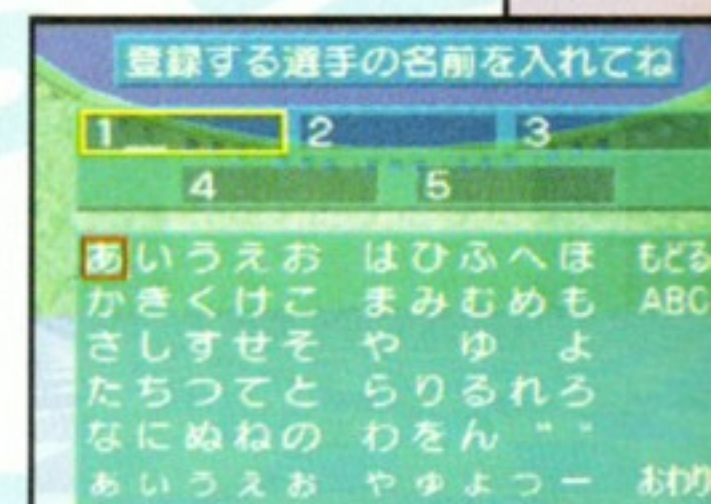 登録する選手の名前を入れてね
1 2 3
4 5
あいうえお はひふへほ もどる
かきくけこ まみむめも ABC
さしすせそ や ゆ よ
たちつてと らりるれろ
なにぬねの わをん ゛゜
ぁぃぅぇぉ ゃゅょっー おわり